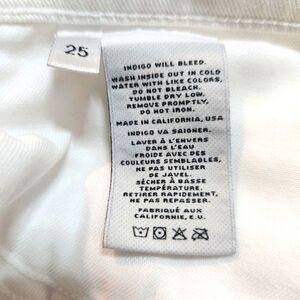 25
INDIGO WILL BLEED.
WASH INSIDE OUT IN COLD
WATER WITH LIKE COLORS,
DO NOT BLEACH.
TUMBLE DRY LOW.
REMOVE PROMPTLY,
DO NOT IRON.
MADE IN CALIFORNIA, USA
INDIGO VA SAIGNER.
LAVER À L'ENVERS
DANS L'EAU
FROIDE AVEC DES
COULEURS SEMBLABLES,
NE PAS UTILISER
DE JAVEL.
SÉCHER À BASSE
TEMPÉRATURE.
RETIRER RAPIDEMENT,
NE PAS REPASSER.
FABRIQUÉ AUX
CALIFORNIE, E.U.